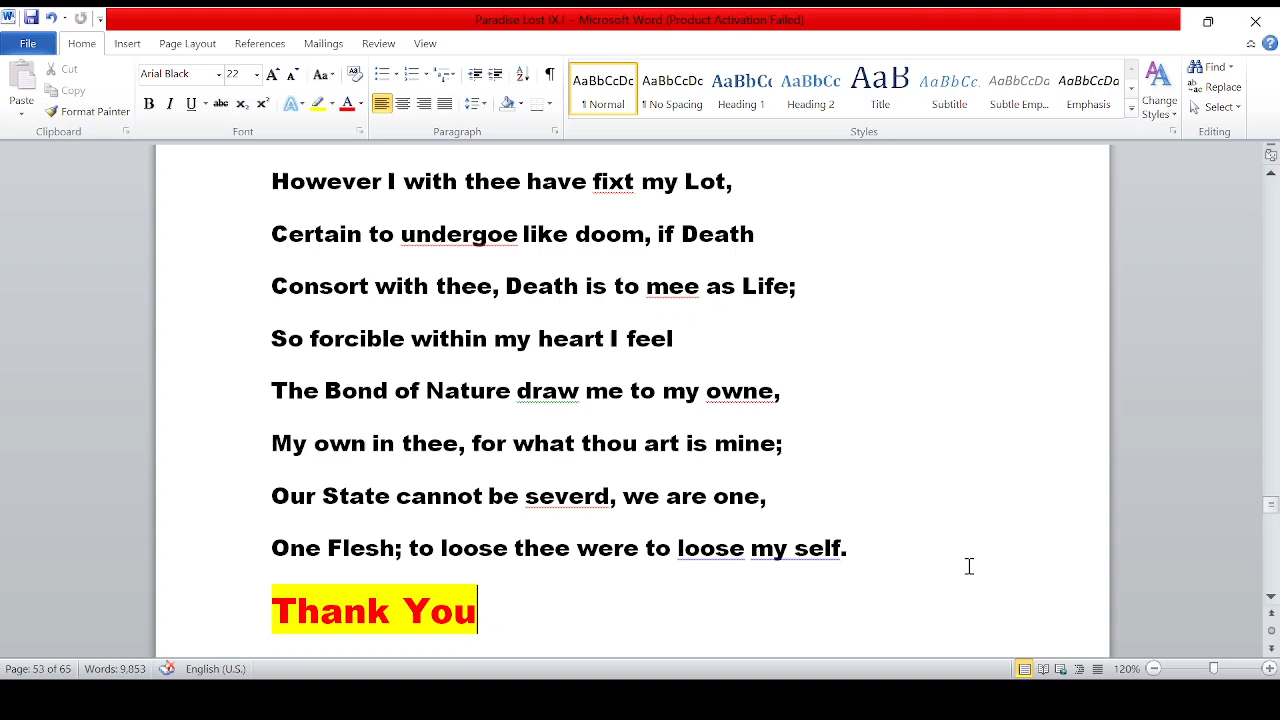 Paradise Lost IX.I - Microsoft Word (Product Activation Failed)
File Home Insert Page Layout References Mailings Review View
Paste Cut Copy Format Painter
Arial Black 22
AaBbCcDc AaBbCcDc AaBbCc AaBbCc AaB AaBbCc. AaBbCcDc AaBbCcDc
¶ Normal ¶ No Spacing Heading 1 Heading 2 Title Subtitle Subtle Emp... Emphasis
Change Styles
Find Replace Select
Clipboard Font Paragraph Styles Editing
However I with thee have fixt my Lot,
Certain to undergoe like doom, if Death
Consort with thee, Death is to mee as Life;
So forcible within my heart I feel
The Bond of Nature draw me to my owne,
My own in thee, for what thou art is mine;
Our State cannot be severd, we are one,
One Flesh; to loose thee were to loose my self.
Thank You
Page: 53 of 65 Words: 9,853 English (U.S.) 120%